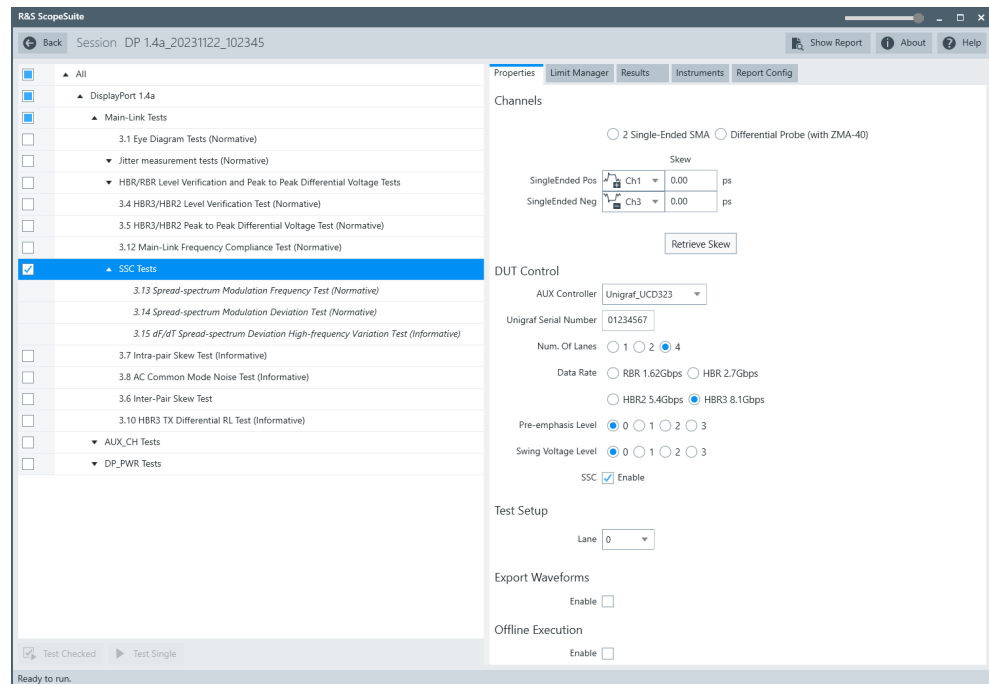 R&S ScopeSuite
Back Session DP 1.4a_20231122_102345 Show Report About Help
All
DisplayPort 1.4a
Main-Link Tests
3.1 Eye Diagram Tests (Normative)
Jitter measurement tests (Normative)
HBR/RBR Level Verification and Peak to Peak Differential Voltage Tests
3.4 HBR3/HBR2 Level Verification Test (Normative)
3.5 HBR3/HBR2 Peak to Peak Differential Voltage Test (Normative)
3.12 Main-Link Frequency Compliance Test (Normative)
SSC Tests
3.13 Spread-spectrum Modulation Frequency Test (Normative)
3.14 Spread-spectrum Modulation Deviation Test (Normative)
3.15 dF/dT Spread-spectrum Deviation High-frequency Variation Test (Informative)
3.7 Intra-pair Skew Test (Informative)
3.8 AC Common Mode Noise Test (Informative)
3.6 Inter-Pair Skew Test
3.10 HBR3 TX Differential RL Test (Informative)
AUX_CH Tests
DP_PWR Tests
Test Checked Test Single
Properties Limit Manager Results Instruments Report Config
Channels
2 Single-Ended SMA Differential Probe (with ZMA-40)
Skew
SingleEnded Pos Ch1 0.00 ps
SingleEnded Neg Ch3 0.00 ps
Retrieve Skew
DUT Control
AUX Controller Unigraf_UCD323
Unigraf Serial Number 01234567
Num. Of Lanes 1 2 4
Data Rate RBR 1.62Gbps HBR 2.7Gbps
HBR2 5.4Gbps HBR3 8.1Gbps
Pre-emphasis Level 0 1 2 3
Swing Voltage Level 0 1 2 3
SSC Enable
Test Setup
Lane 0
Export Waveforms
Enable
Offline Execution
Enable
Ready to run.